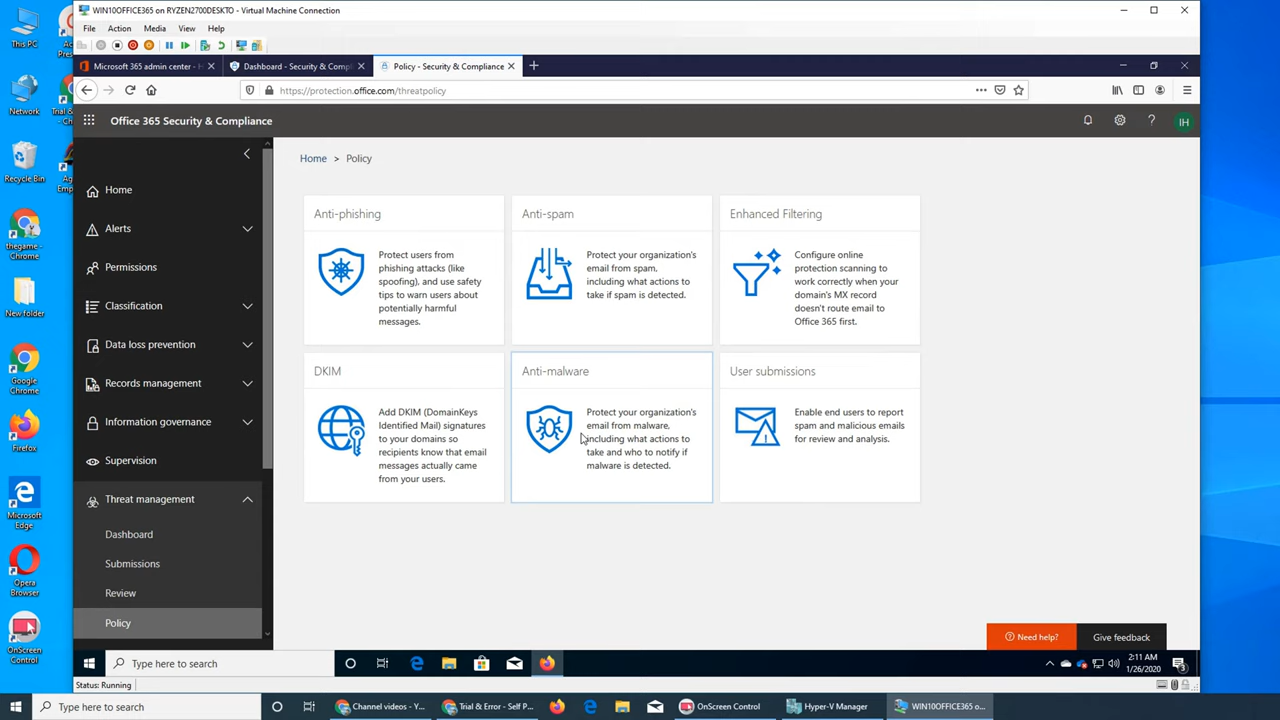 WIN10OFFICE365 on RYZEN2700DESKTO - Virtual Machine Connection
File Action Media View Help
Microsoft 365 admin center - H
Dashboard - Security & Compl
Policy - Security & Compliance
https://protection.office.com/threatpolicy
Office 365 Security & Compliance
IH
Home
Alerts
Permissions
Classification
Data loss prevention
Records management
Information governance
Supervision
Threat management
Dashboard
Submissions
Review
Policy
Home > Policy
Anti-phishing
Protect users from
phishing attacks (like
spoofing), and use safety
tips to warn users about
potentially harmful
messages.
Anti-spam
Protect your organization's
email from spam,
including what actions to
take if spam is detected.
Enhanced Filtering
Configure online
protection scanning to
work correctly when your
domain's MX record
doesn't route email to
Office 365 first.
DKIM
Add DKIM (DomainKeys
Identified Mail) signatures
to your domains so
recipients know that email
messages actually came
from your users.
Anti-malware
Protect your organization's
email from malware,
including what actions to
take and who to notify if
malware is detected.
User submissions
Enable end users to report
spam and malicious emails
for review and analysis.
Need help?
Give feedback
Type here to search
2:11 AM
1/26/2020
3
Status: Running
Type here to search
Channel videos - Y...
Trial & Error - Self P...
OnScreen Control
Hyper-V Manager
WIN10OFFICE365 o...
This PC
Network
Recycle Bin
thegame -
Chrome
New folder
Google
Chrome
Firefox
Microsoft
Edge
Opera
Browser
OnScreen
Control